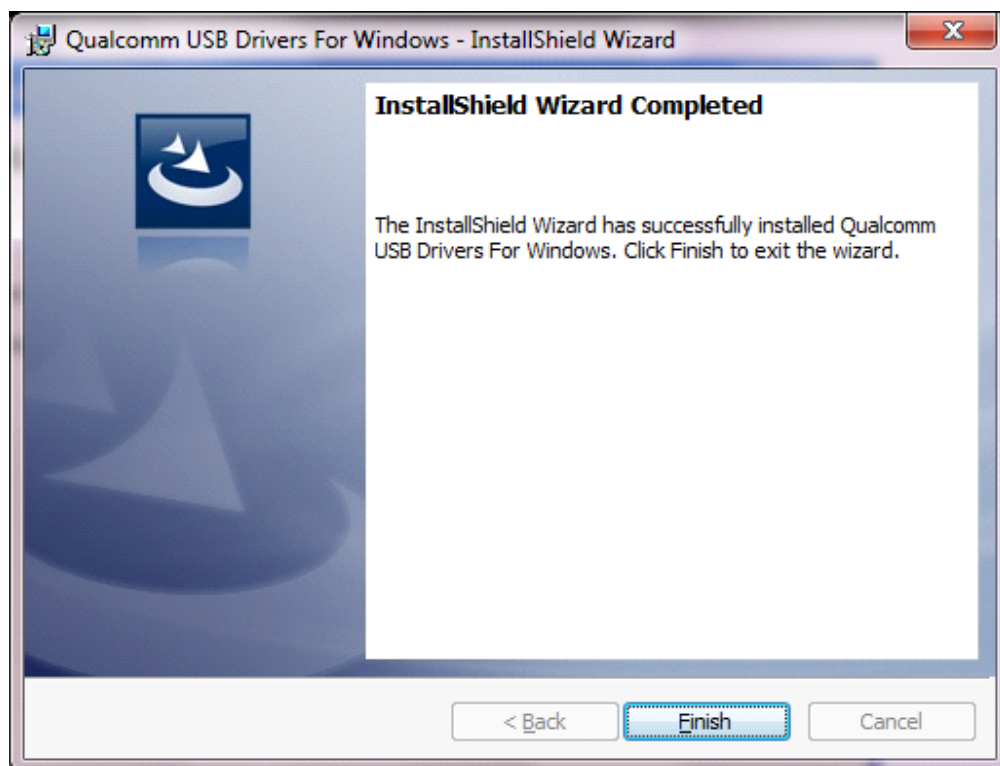 Qualcomm USB Drivers For Windows - InstallShield Wizard
InstallShield Wizard Completed
The InstallShield Wizard has successfully installed Qualcomm
USB Drivers For Windows. Click Finish to exit the wizard.
< Back
Finish
Cancel